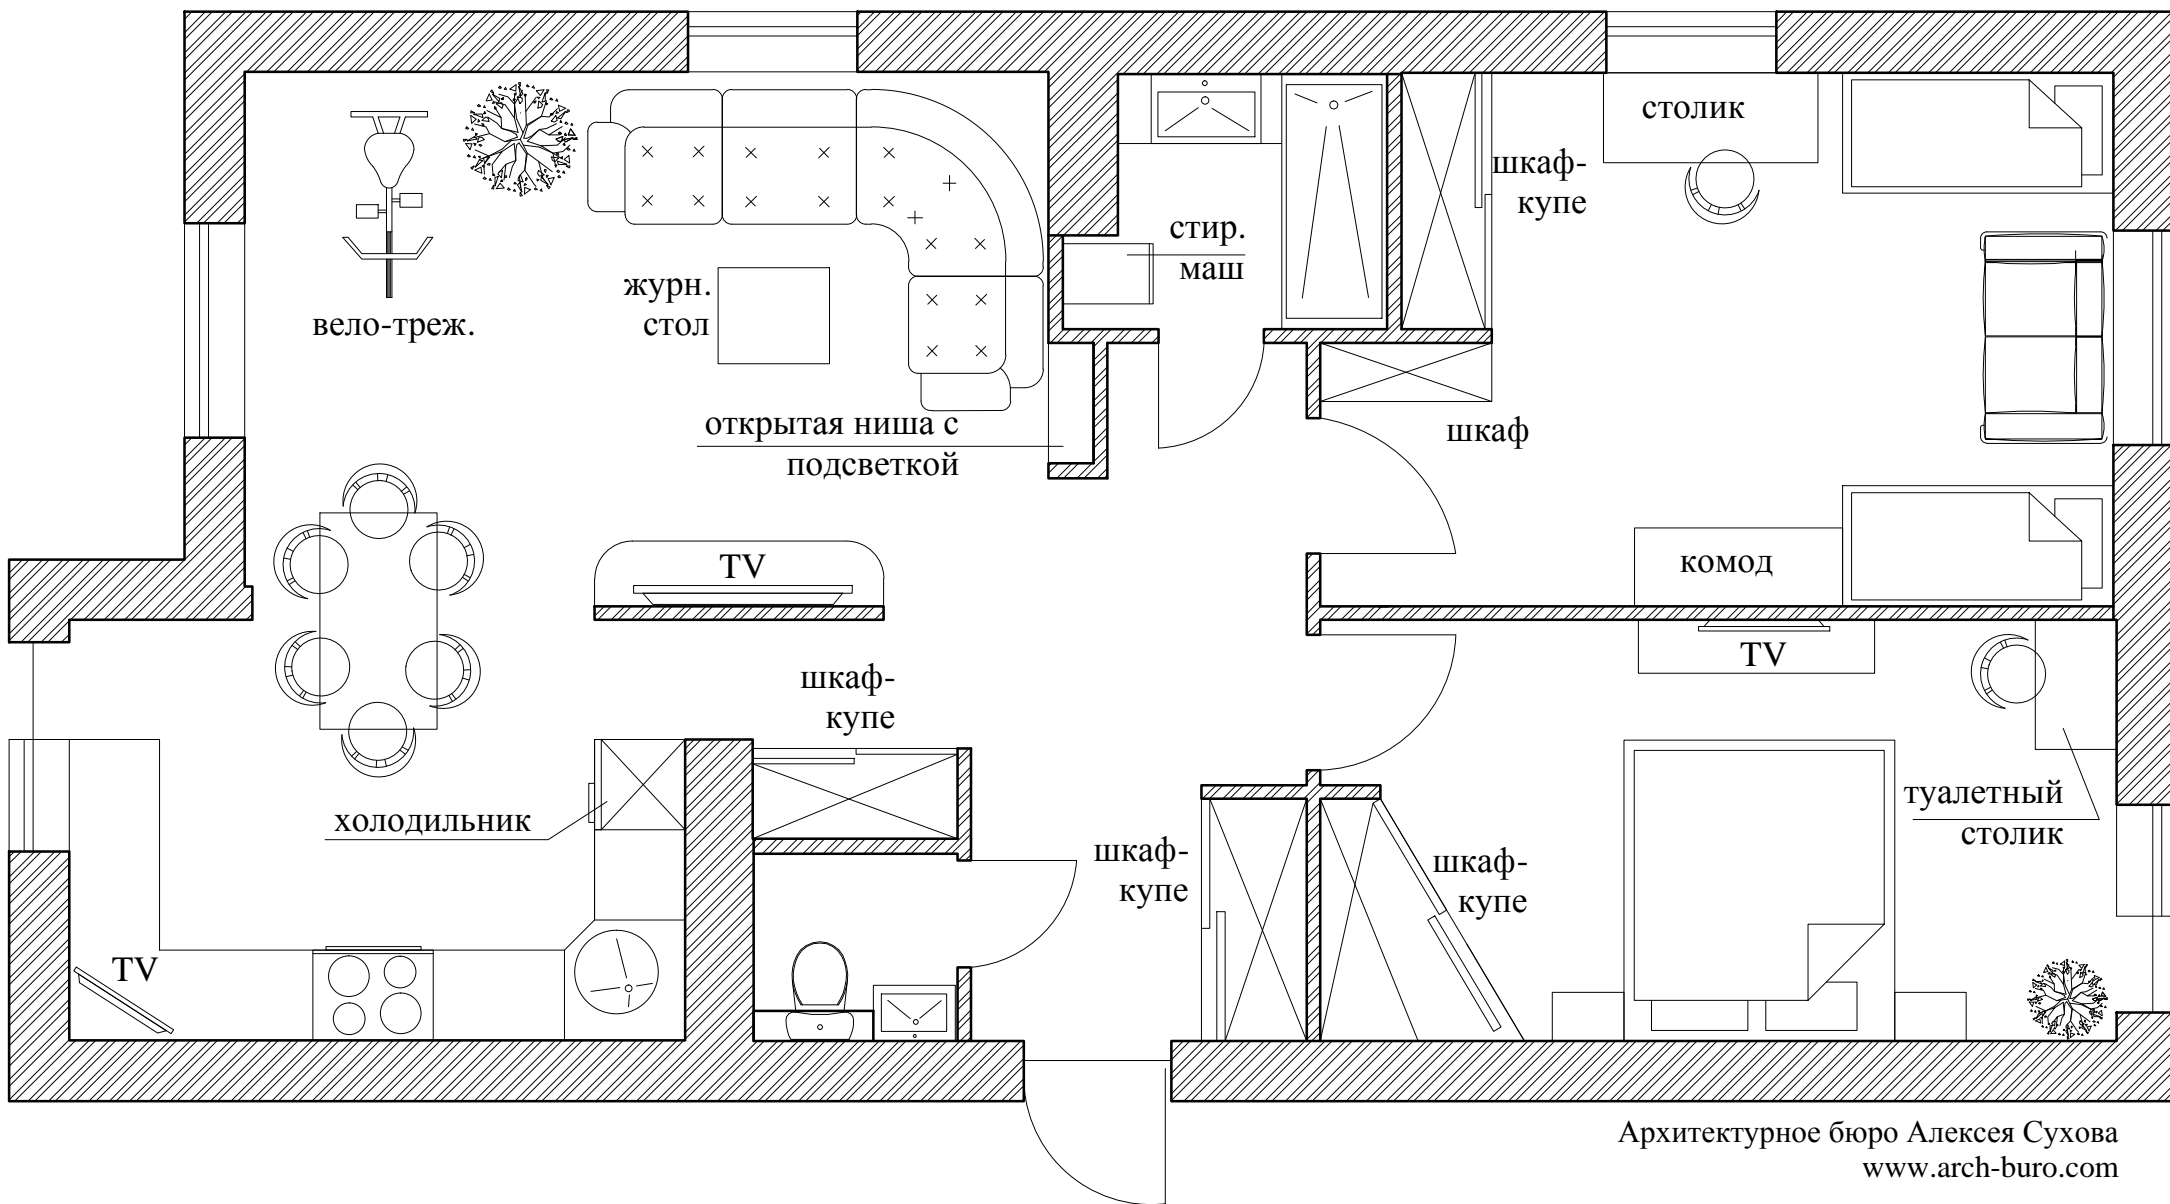 столик
шкаф-
купе
стир.
маш
журн.
стол
вело-треж.
открытая ниша с
подсветкой
шкаф
TV
комод
TV
шкаф-
купе
холодильник
туалетный
столик
шкаф-
купе
шкаф-
купе
TV
Архитектурное бюро Алексея Сухова
www.arch-buro.com